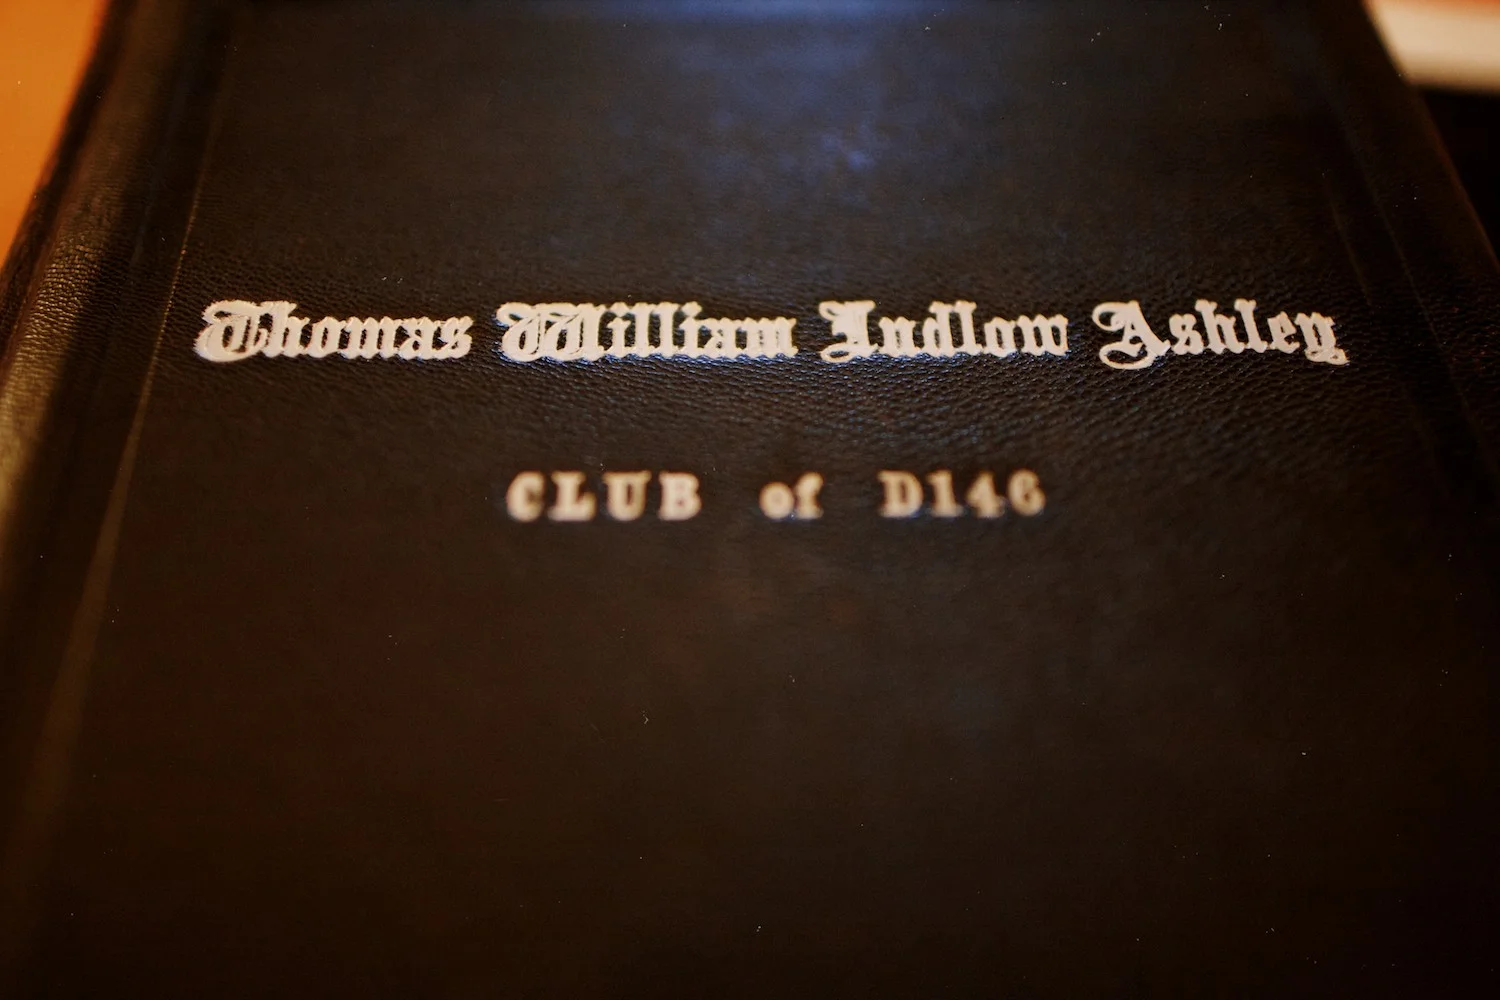 Thomas William Ludlow Ashley
CLUB of D146